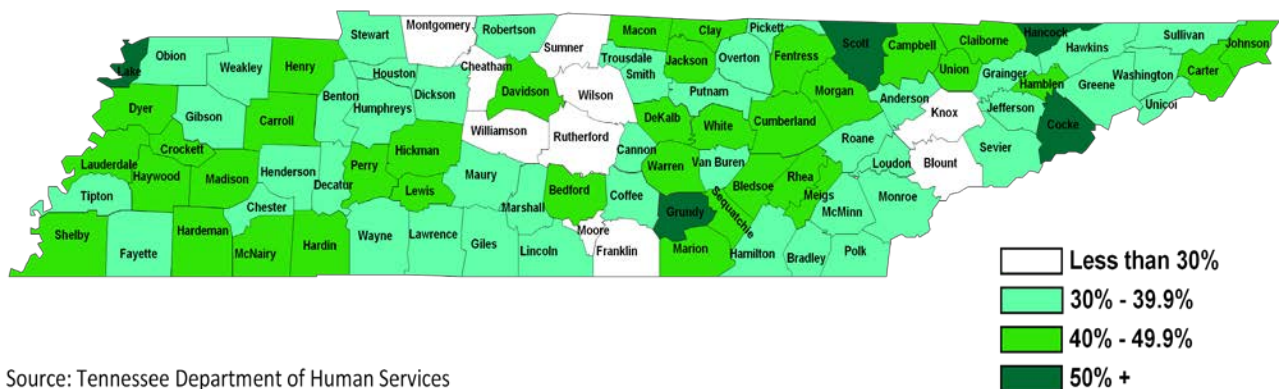 Montgomery
Robertson
Stewart
Sumner
Macon
Clay
Pickett
Scott
Campbell
Claiborne
Hancock
Hawkins
Sullivan
Johnson
Lake
Obion
Weakley
Henry
Houston
Cheatham
Trousdale
Smith
Jackson
Overton
Fentress
Union
Grainger
Hamblen
Greene
Washington
Carter
Unicoi
Dyer
Gibson
Carroll
Benton
Humphreys
Dickson
Davidson
Wilson
Putnam
Morgan
Anderson
Knox
Jefferson
Cocke
Crockett
Williamson
Rutherford
DeKalb
White
Cumberland
Roane
Loudon
Blount
Sevier
Lauderdale
Haywood
Madison
Henderson
Decatur
Perry
Hickman
Lewis
Maury
Cannon
Warren
Van Buren
Bledsoe
Rhea
Meigs
Monroe
Tipton
Chester
Marshall
Bedford
Coffee
Grundy
Sequatchie
McMinn
Shelby
Fayette
Hardeman
McNairy
Hardin
Wayne
Lawrence
Giles
Lincoln
Moore
Franklin
Marion
Hamilton
Bradley
Polk
Less than 30%
30% - 39.9%
40% - 49.9%
50% +
Source: Tennessee Department of Human Services